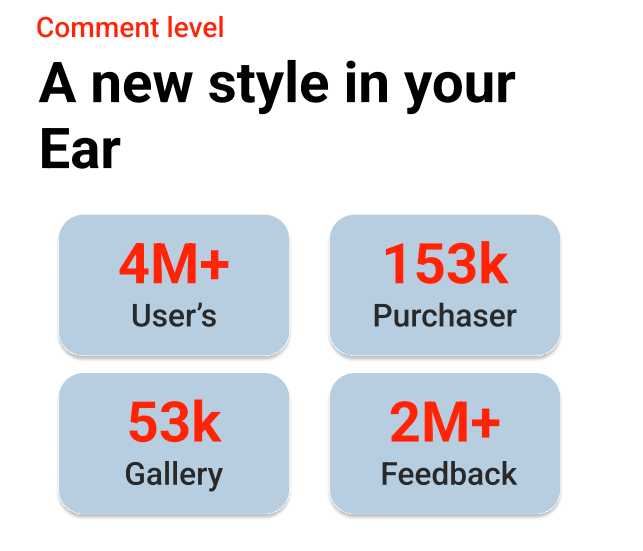 Comment level
A new style in your
Ear
4M+
User’s
153k
Purchaser
53k
Gallery
2M+
Feedback